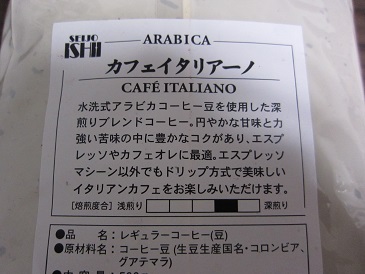 SEIJO
ISHII
ARABICA
カフェイタリアーノ
CAFÉ ITALIANO
水洗式アラビカコーヒー豆を使用した深
煎りブレンドコーヒー。円やかな甘味と力
強い苦味の中に豊かなコクがあり、エスプ
レッソやカフェオレに最適。エスプレッソ
マシーン以外でもドリップ方式で美味しい
イタリアンカフェをお楽しみいただけます。
[焙煎度合] 浅煎り 深煎り
●品名:レギュラーコーヒー(豆)
●原材料名:コーヒー豆(生豆生産国名・コロンビア、
グアテマラ)